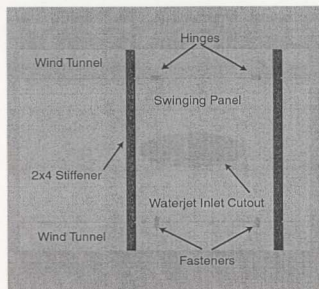 Hinges
Wind Tunnel
Swinging Panel
2x4 Stiffener
Waterjet Inlet Cutout
Wind Tunnel
Fasteners